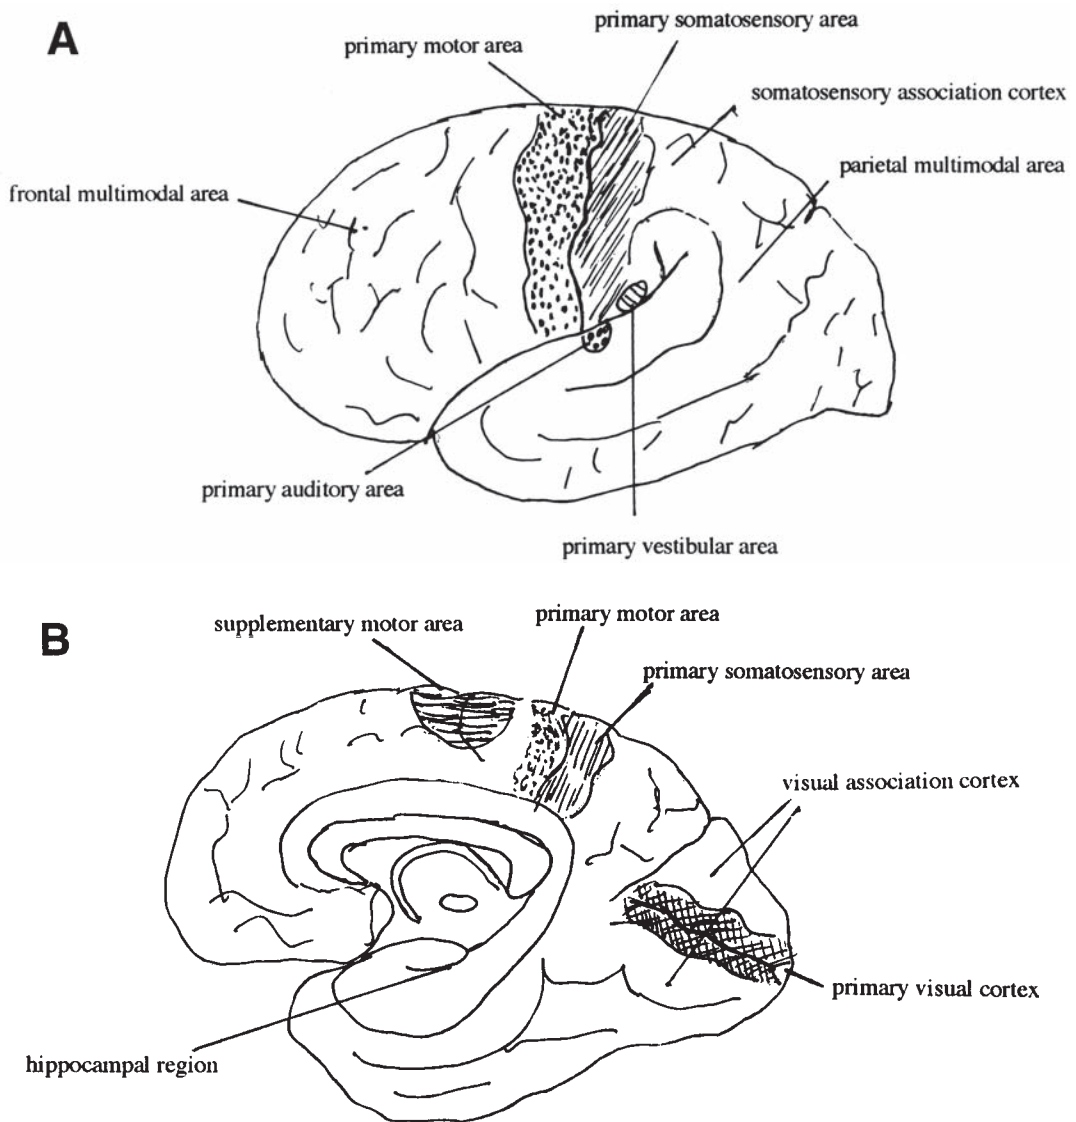 A
primary somatosensory area
primary motor area
somatosensory association cortex
parietal multimodal area
frontal multimodal area
primary auditory area
primary vestibular area
B
supplementary motor area
primary motor area
primary somatosensory area
visual association cortex
primary visual cortex
hippocampal region